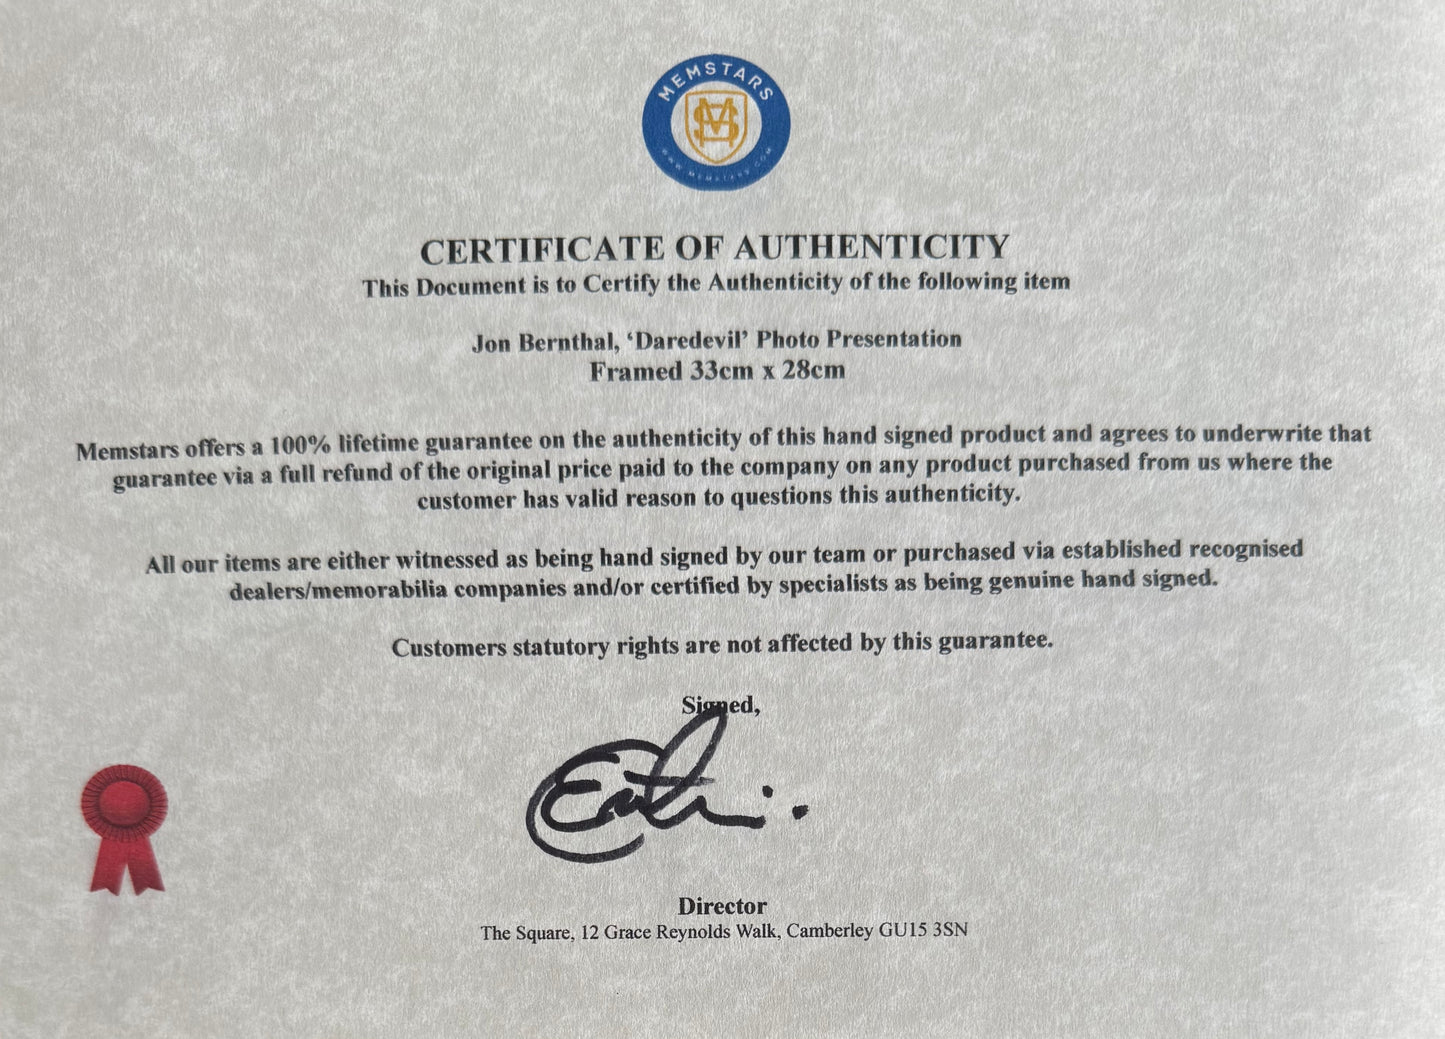 MEMSTARS
MS
WWW.MEMSTARS.COM
CERTIFICATE OF AUTHENTICITY
This Document is to Certify the Authenticity of the following item
Jon Bernthal, ‘Daredevil’ Photo Presentation
Framed 33cm x 28cm
Memstars offers a 100% lifetime guarantee on the authenticity of this hand signed product and agrees to underwrite that
guarantee via a full refund of the original price paid to the company on any product purchased from us where the
customer has valid reason to questions this authenticity.
All our items are either witnessed as being hand signed by our team or purchased via established recognised
dealers/memorabilia companies and/or certified by specialists as being genuine hand signed.
Customers statutory rights are not affected by this guarantee.
Signed,
Director
The Square, 12 Grace Reynolds Walk, Camberley GU15 3SN